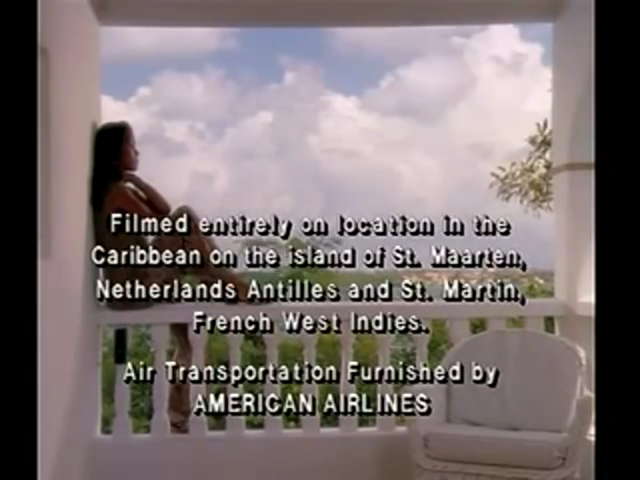 Filmed entirely on location in the
Caribbean on the island of St. Maarten,
Netherlands Antilles and St. Martin,
French West Indies.
Air Transportation Furnished by
AMERICAN AIRLINES